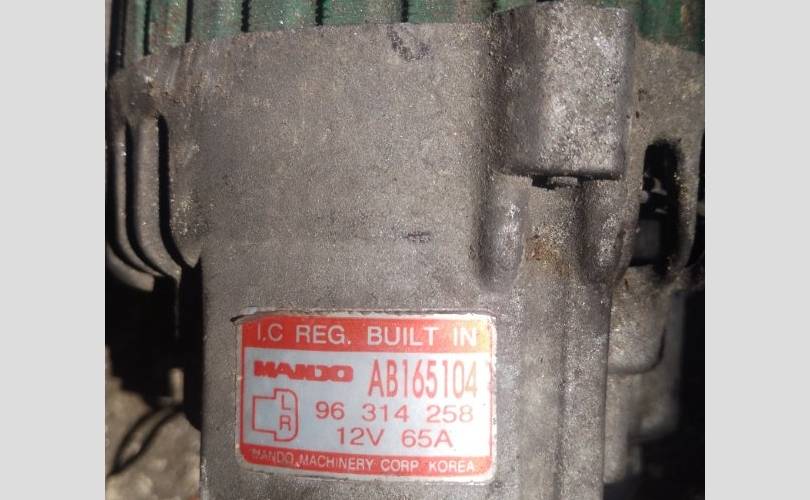 I.C REG. BUILT IN
MANDO AB165104
L
R
96 314 258
12V 65A
MANDO MACHINERY CORP. KOREA